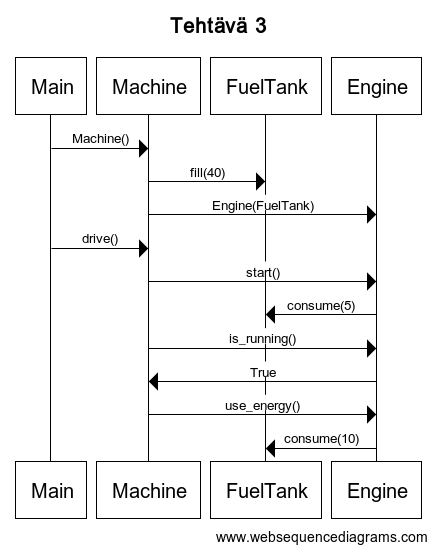 Tehtävä 3
Main Machine FuelTank Engine
Machine()
fill(40)
Engine(FuelTank)
drive()
start()
consume(5)
is_running()
True
use_energy()
consume(10)
Main Machine FuelTank Engine
www.websequencediagrams.com